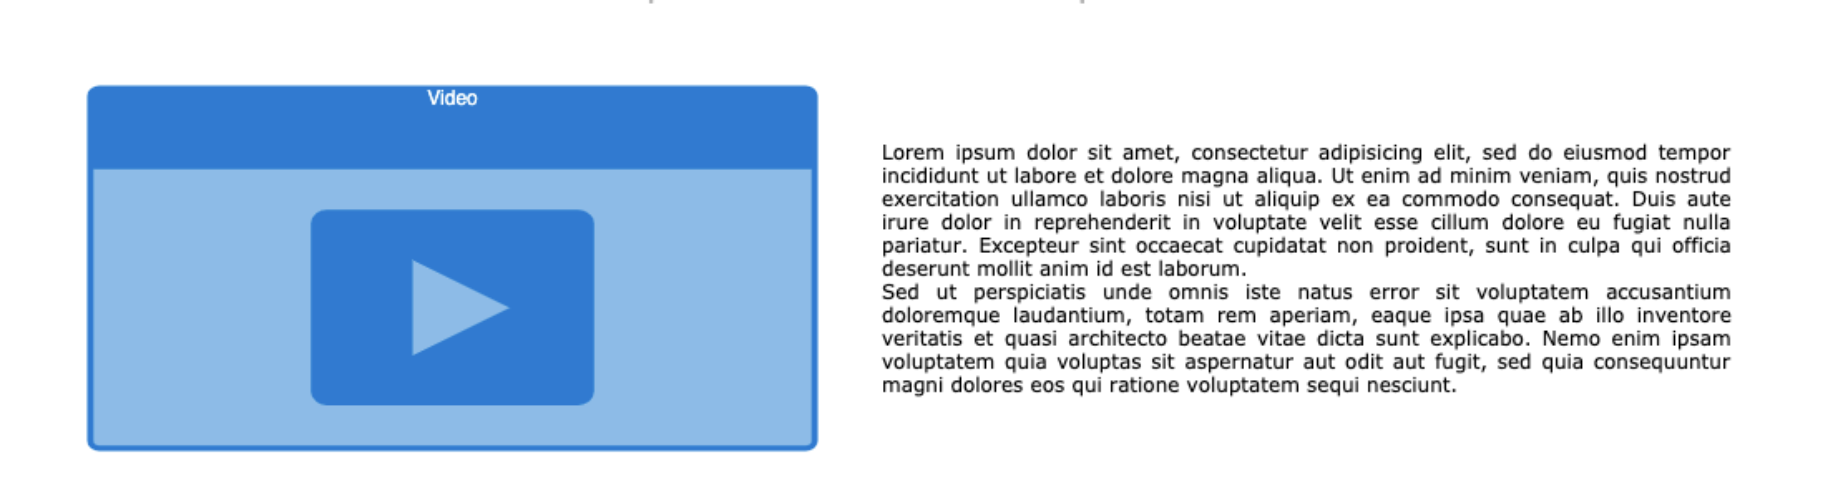 Video
Lorem ipsum dolor sit amet, consectetur adipisicing elit, sed do eiusmod tempor
incididunt ut labore et dolore magna aliqua. Ut enim ad minim veniam, quis nostrud
exercitation ullamco laboris nisi ut aliquip ex ea commodo consequat. Duis aute
irure dolor in reprehenderit in voluptate velit esse cillum dolore eu fugiat nulla
pariatur. Excepteur sint occaecat cupidatat non proident, sunt in culpa qui officia
deserunt mollit anim id est laborum.
Sed ut perspiciatis unde omnis iste natus error sit voluptatem accusantium
doloremque laudantium, totam rem aperiam, eaque ipsa quae ab illo inventore
veritatis et quasi architecto beatae vitae dicta sunt explicabo. Nemo enim ipsam
voluptatem quia voluptas sit aspernatur aut odit aut fugit, sed quia consequuntur
magni dolores eos qui ratione voluptatem sequi nesciunt.